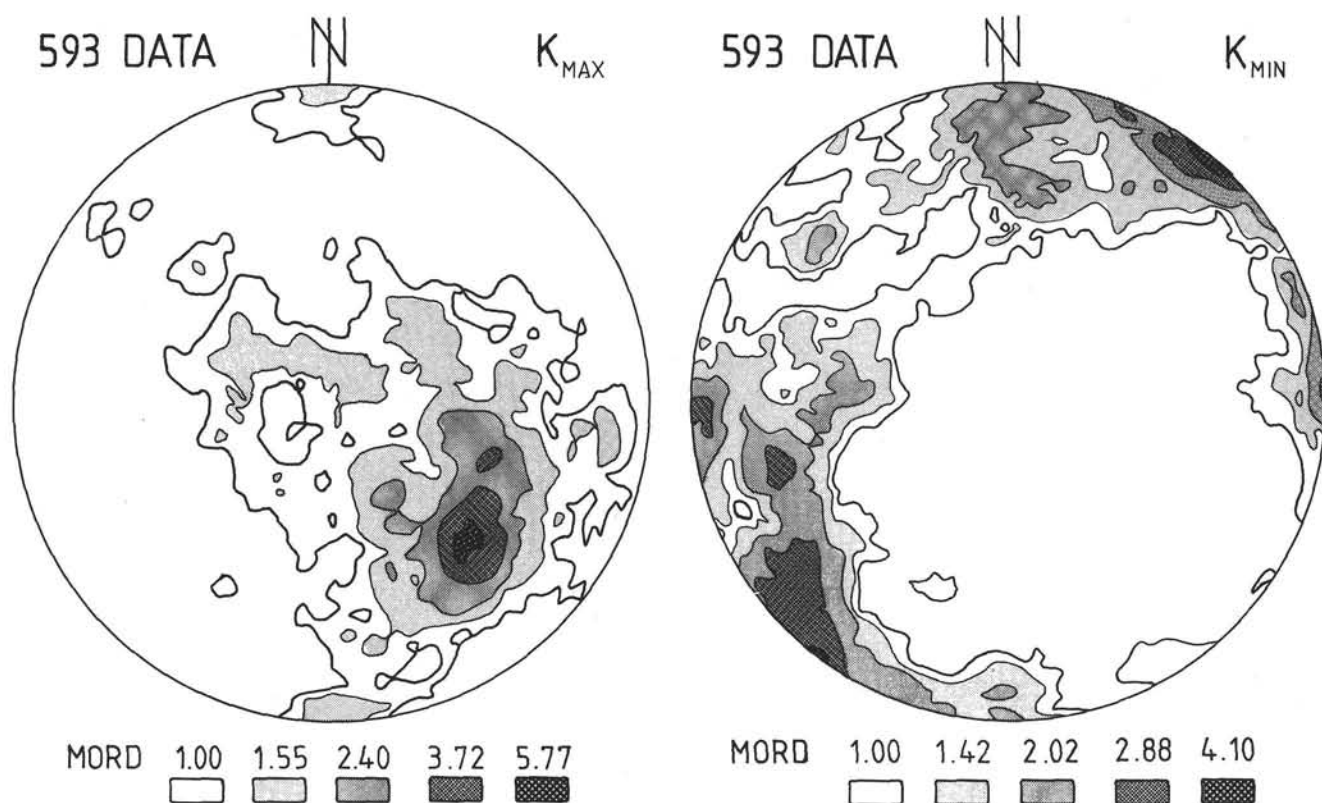 593 DATA N K MAX
593 DATA N K MIN
MORD 1.00 1.55 2.40 3.72 5.77
MORD 1.00 1.42 2.02 2.88 4.10